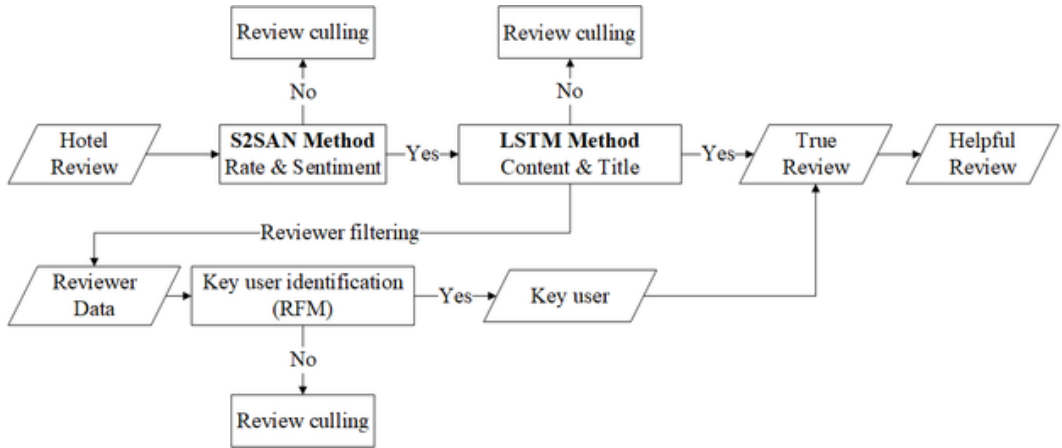 Review culling
Review culling
No
No
Hotel
Review
S2SAN Method
Rate & Sentiment
Yes
LSTM Method
Content & Title
Yes
True
Review
Helpful
Review
Reviewer filtering
Reviewer
Data
Key user identification
(RFM)
Yes
Key user
No
Review culling